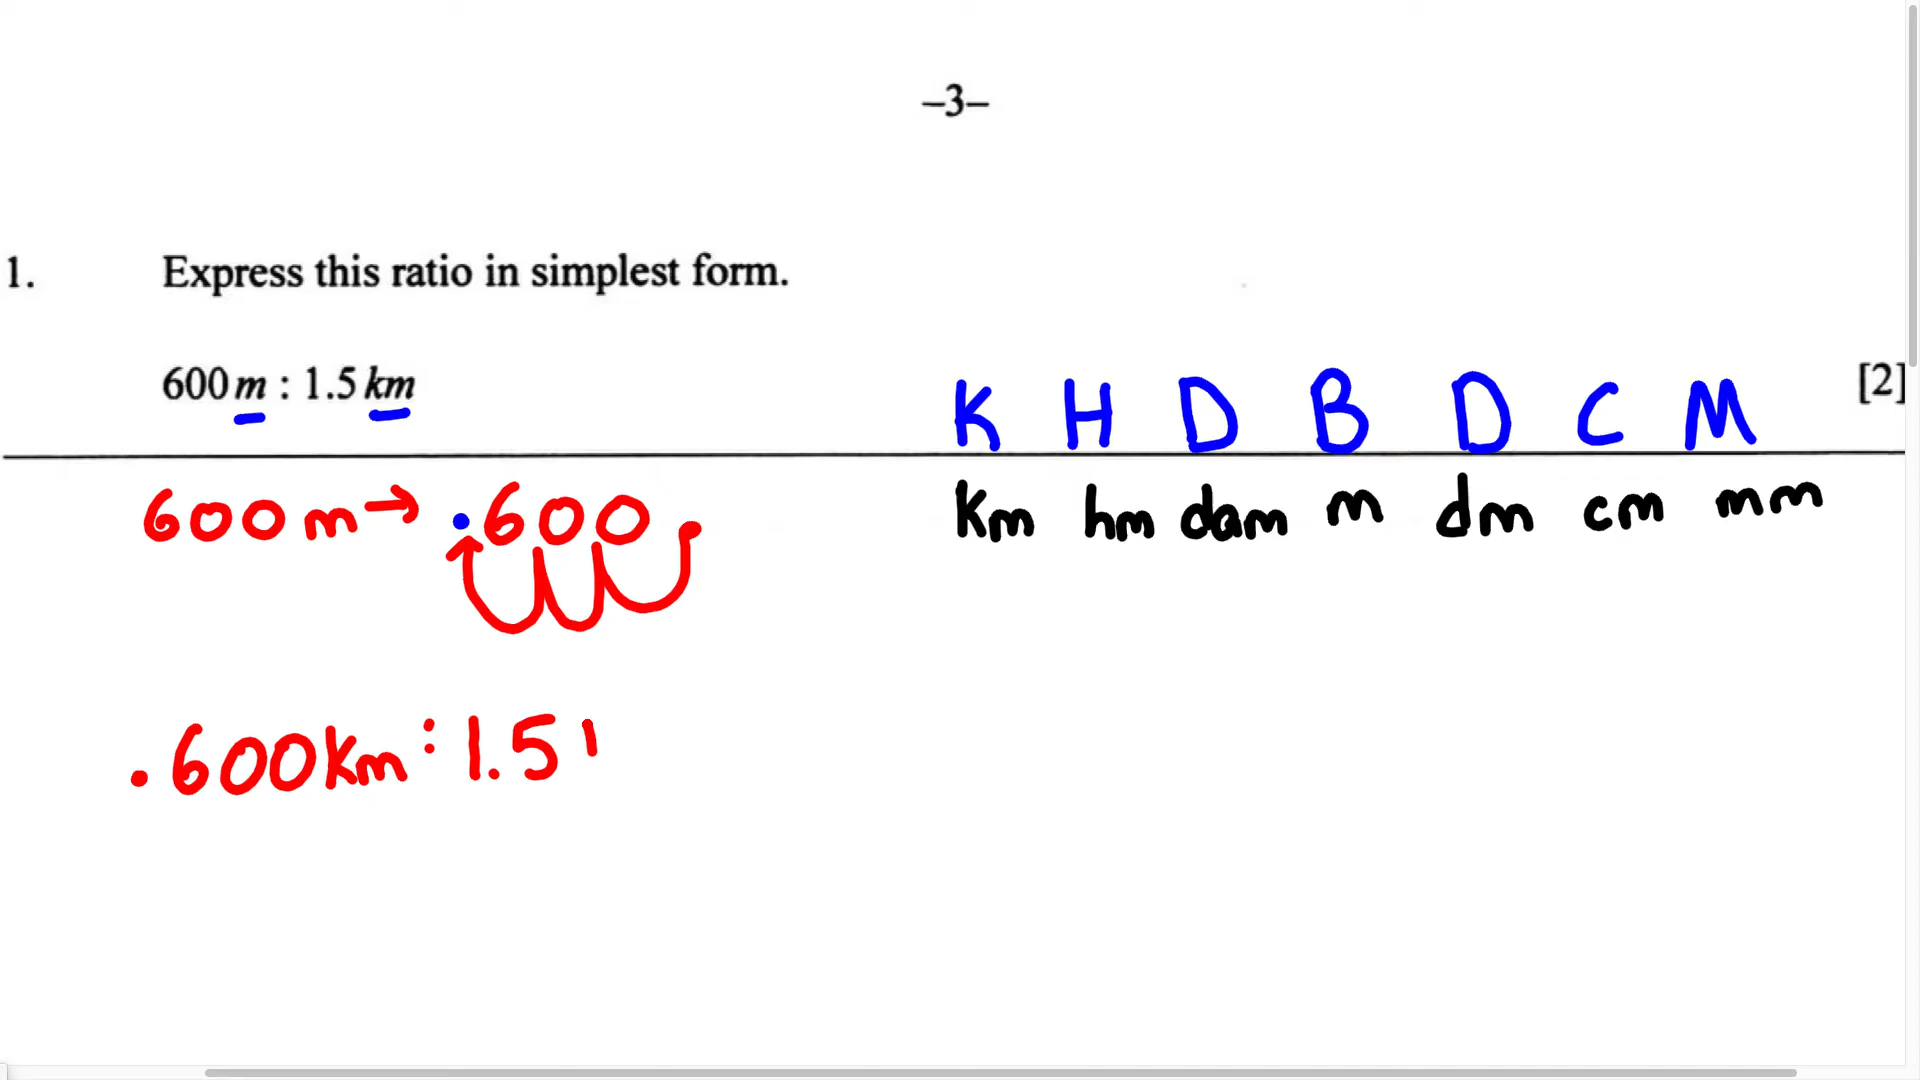 –3–
1. Express this ratio in simplest form.
600 m : 1.5 km [2]
K H D B D C M
600 m → .600.
km hm dam m dm cm mm
.600 km : 1.5